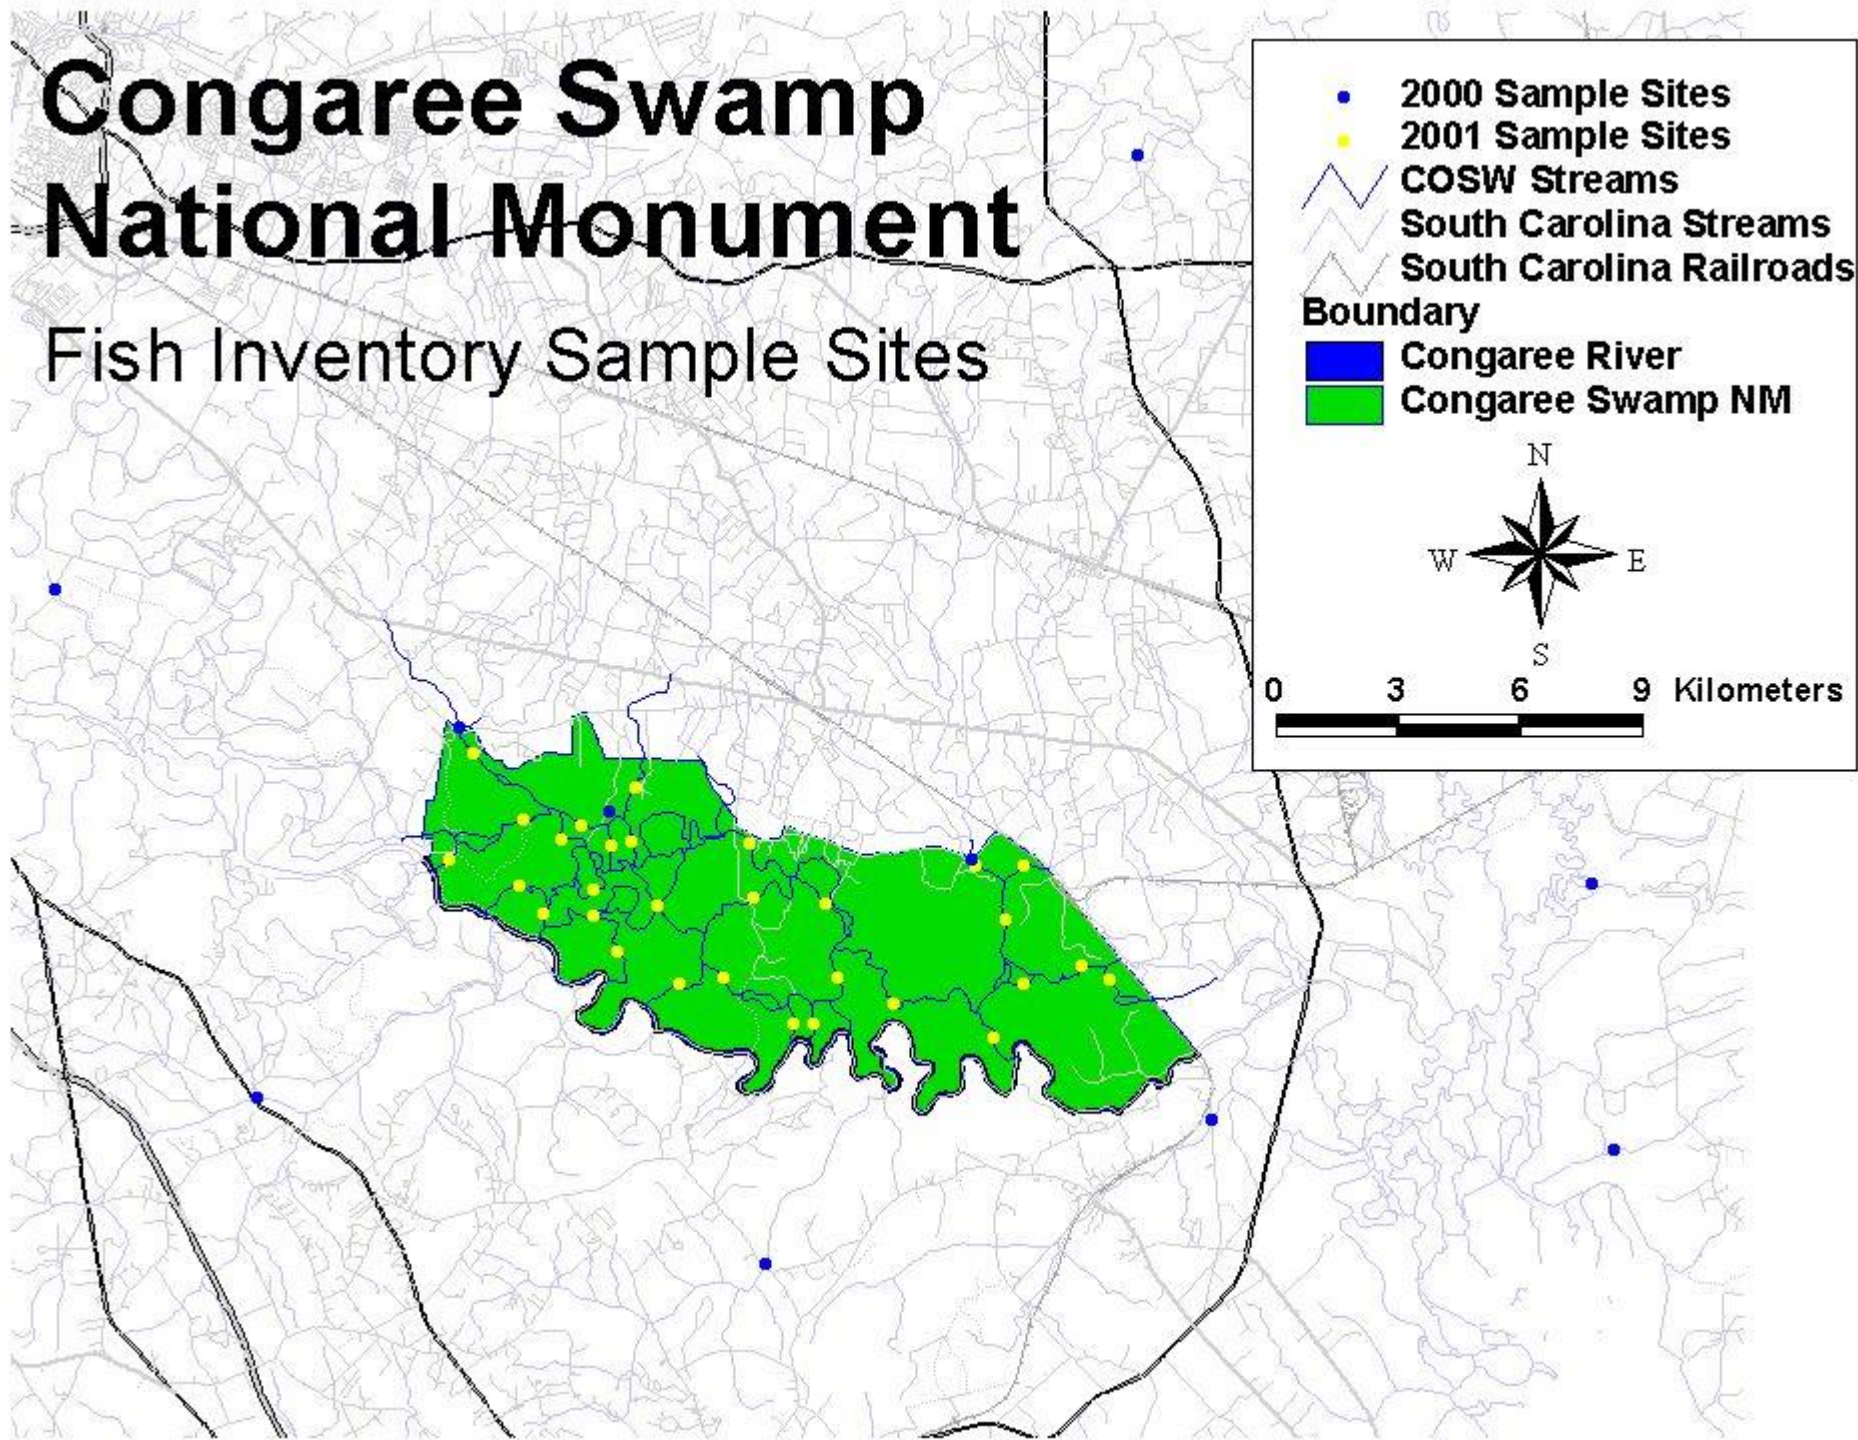 Congaree Swamp
National Monument
Fish Inventory Sample Sites
2000 Sample Sites
2001 Sample Sites
COSW Streams
South Carolina Streams
South Carolina Railroads
Boundary
Congaree River
Congaree Swamp NM
N
W E
S
0 3 6 9 Kilometers